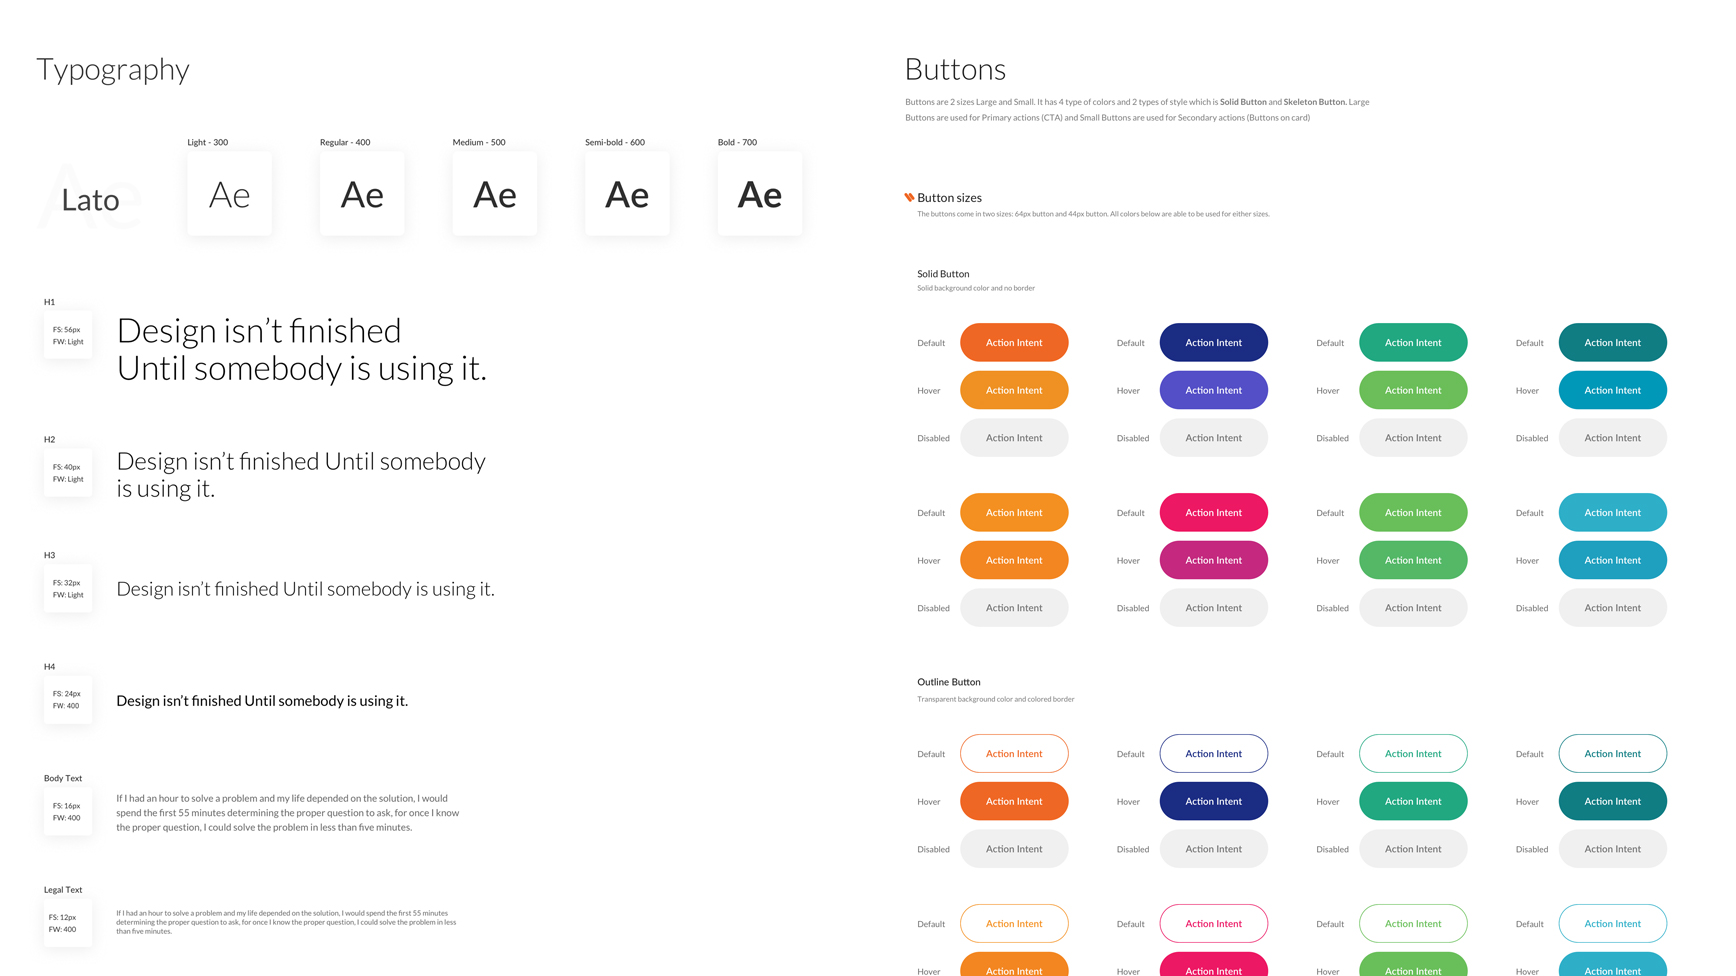 Typography
Ae
Lato
Light - 300
Ae
Regular - 400
Ae
Medium - 500
Ae
Semi-bold - 600
Ae
Bold - 700
Ae
H1
FS: 56px
FW: Light
Design isn’t finished
Until somebody is using it.
H2
FS: 40px
FW: Light
Design isn’t finished Until somebody
is using it.
H3
FS: 32px
FW: Light
Design isn’t finished Until somebody is using it.
H4
FS: 24px
FW: 400
Design isn’t finished Until somebody is using it.
Body Text
FS: 16px
FW: 400
If I had an hour to solve a problem and my life depended on the solution, I would
spend the first 55 minutes determining the proper question to ask, for once I know
the proper question, I could solve the problem in less than five minutes.
Legal Text
FS: 12px
FW: 400
If I had an hour to solve a problem and my life depended on the solution, I would spend the first 55 minutes
determining the proper question to ask, for once I know the proper question, I could solve the problem in less
than five minutes.
Buttons
Buttons are 2 sizes Large and Small. It has 4 type of colors and 2 types of style which is Solid Button and Skeleton Button. Large
Buttons are used for Primary actions (CTA) and Small Buttons are used for Secondary actions (Buttons on card)
Button sizes
The buttons come in two sizes: 64px button and 44px button. All colors below are able to be used for either sizes.
Solid Button
Solid background color and no border
Default Action Intent Default Action Intent Default Action Intent Default Action Intent
Hover Action Intent Hover Action Intent Hover Action Intent Hover Action Intent
Disabled Action Intent Disabled Action Intent Disabled Action Intent Disabled Action Intent
Default Action Intent Default Action Intent Default Action Intent Default Action Intent
Hover Action Intent Hover Action Intent Hover Action Intent Hover Action Intent
Disabled Action Intent Disabled Action Intent Disabled Action Intent Disabled Action Intent
Outline Button
Transparent background color and colored border
Default Action Intent Default Action Intent Default Action Intent Default Action Intent
Hover Action Intent Hover Action Intent Hover Action Intent Hover Action Intent
Disabled Action Intent Disabled Action Intent Disabled Action Intent Disabled Action Intent
Default Action Intent Default Action Intent Default Action Intent Default Action Intent
Hover Action Intent Hover Action Intent Hover Action Intent Hover Action Intent